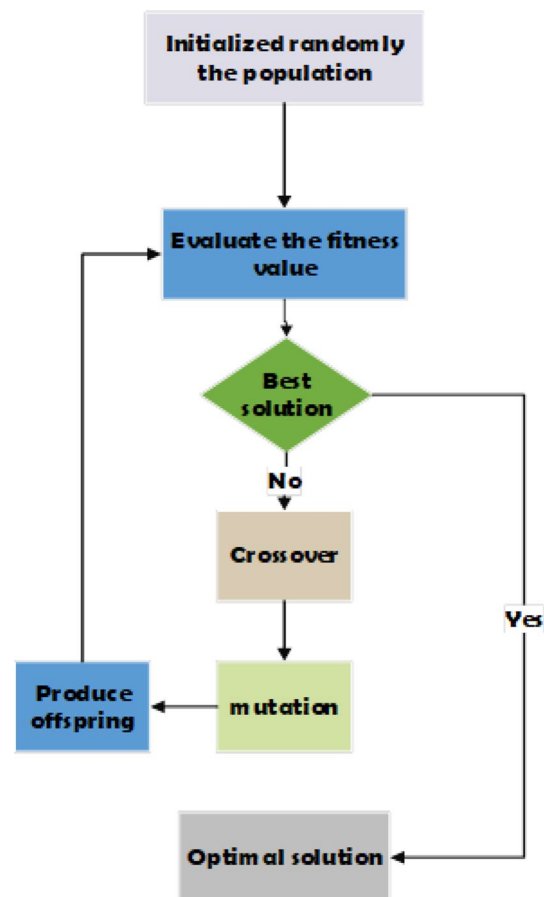 Initialized randomly
the population
Evaluate the fitness
value
Best
solution
No
Crossover
Yes
Produce
offspring
mutation
Optimal solution